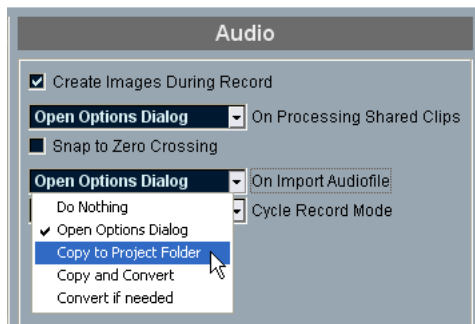 Audio
Create Images During Record
Open Options Dialog On Processing Shared Clips
Snap to Zero Crossing
Open Options Dialog On Import Audiofile
Cycle Record Mode
Do Nothing
Open Options Dialog
Copy to Project Folder
Copy and Convert
Convert if needed